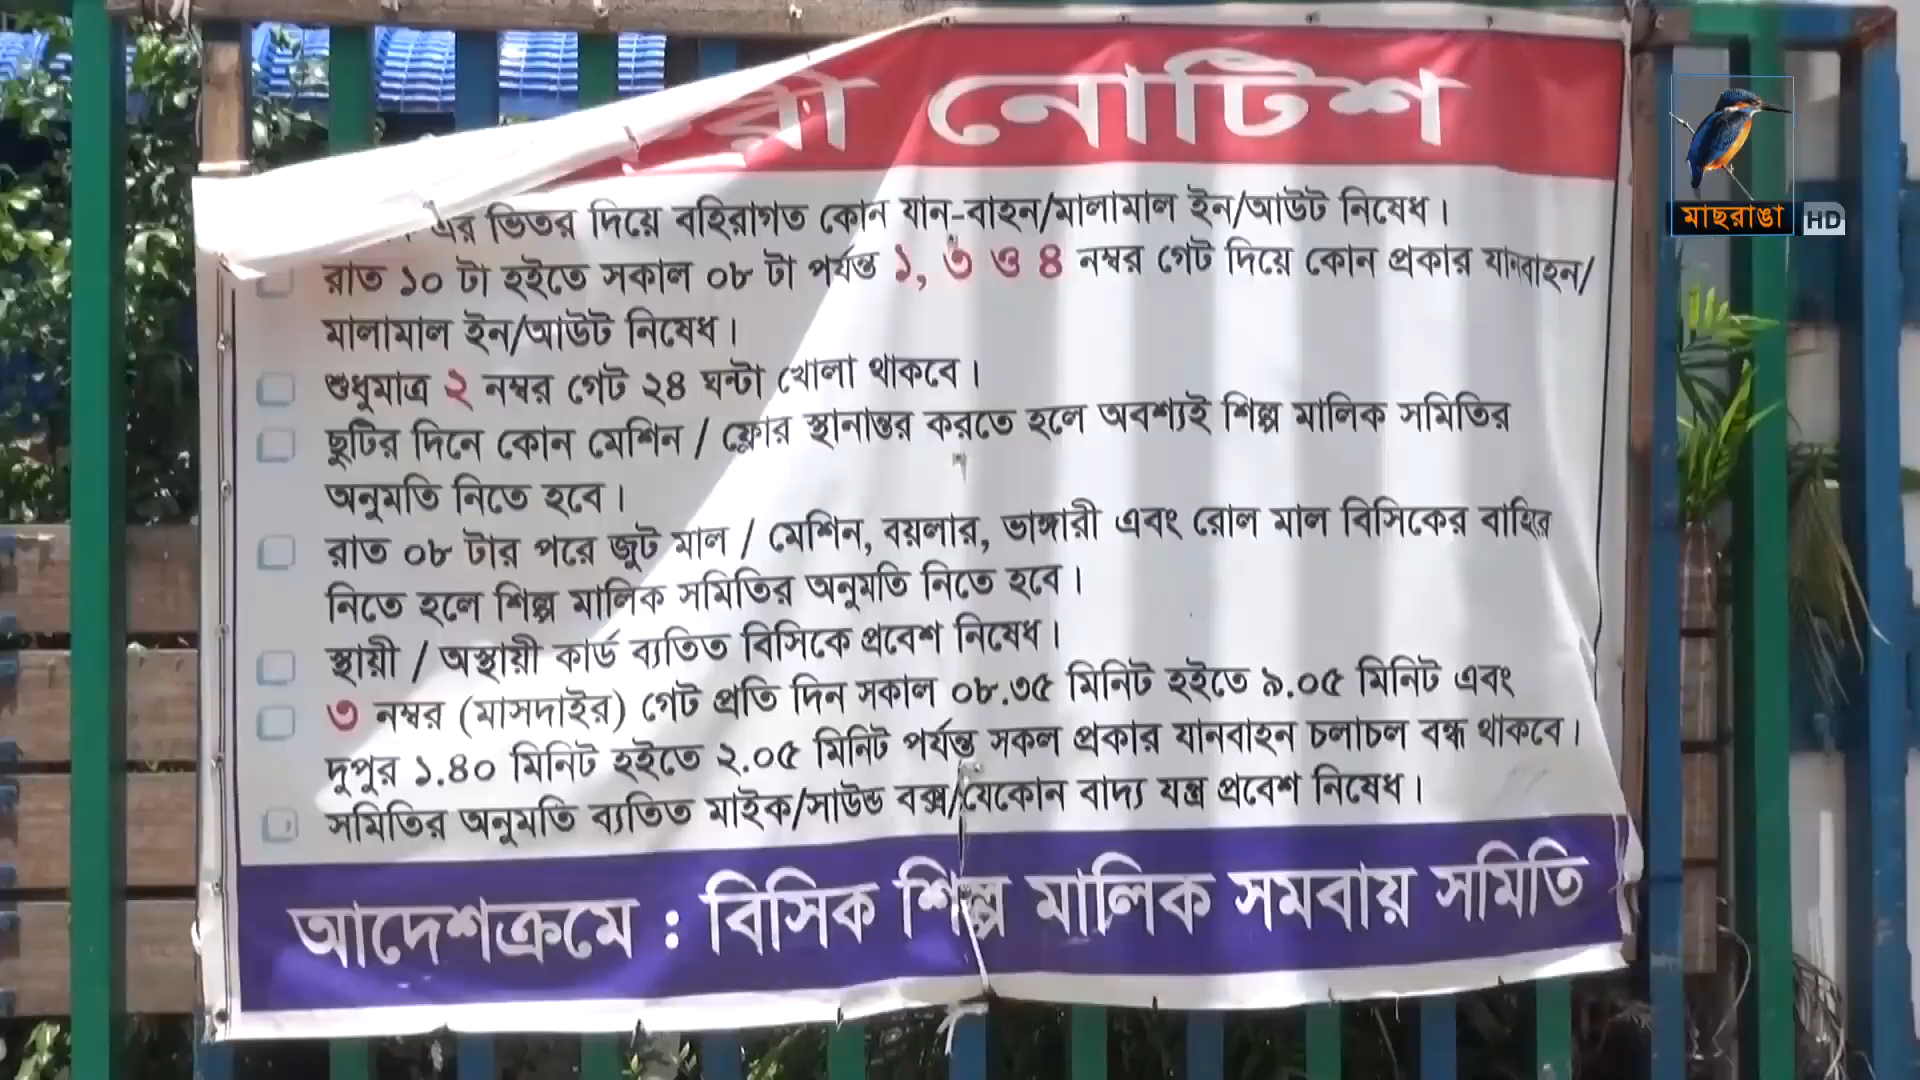 নোটিশ
এর ভিতর দিয়ে বহিরাগত কোন যান-বাহন/মালামাল ইন/আউট নিষেধ।
রাত ১০ টা হইতে সকাল ০৮ টা পর্যন্ত ১, ৩ ও ৪ নম্বর গেট দিয়ে কোন প্রকার যানবাহন/
মালামাল ইন/আউট নিষেধ।
শুধুমাত্র ২ নম্বর গেট ২৪ ঘন্টা খোলা থাকবে।
ছুটির দিনে কোন মেশিন / ফ্লোর স্থানান্তর করতে হলে অবশ্যই শিল্প মালিক সমিতির
অনুমতি নিতে হবে।
রাত ০৮ টার পরে জুট মাল / মেশিন, বয়লার, ভাঙ্গারী এবং রোল মাল বিসিকের বাহির
নিতে হলে শিল্প মালিক সমিতির অনুমতি নিতে হবে।
স্থায়ী / অস্থায়ী কার্ড ব্যতিত বিসিকে প্রবেশ নিষেধ।
৩ নম্বর (মাসদাইর) গেট প্রতি দিন সকাল ০৮.৩৫ মিনিট হইতে ৯.০৫ মিনিট এবং
দুপুর ১.৪০ মিনিট হইতে ২.০৫ মিনিট পর্যন্ত সকল প্রকার যানবাহন চলাচল বন্ধ থাকবে।
সমিতির অনুমতি ব্যতিত মাইক/সাউন্ড বক্স/যেকোন বাদ্য যন্ত্র প্রবেশ নিষেধ।
আদেশক্রমে : বিসিক শিল্প মালিক সমবায় সমিতি
মাছরাঙা HD